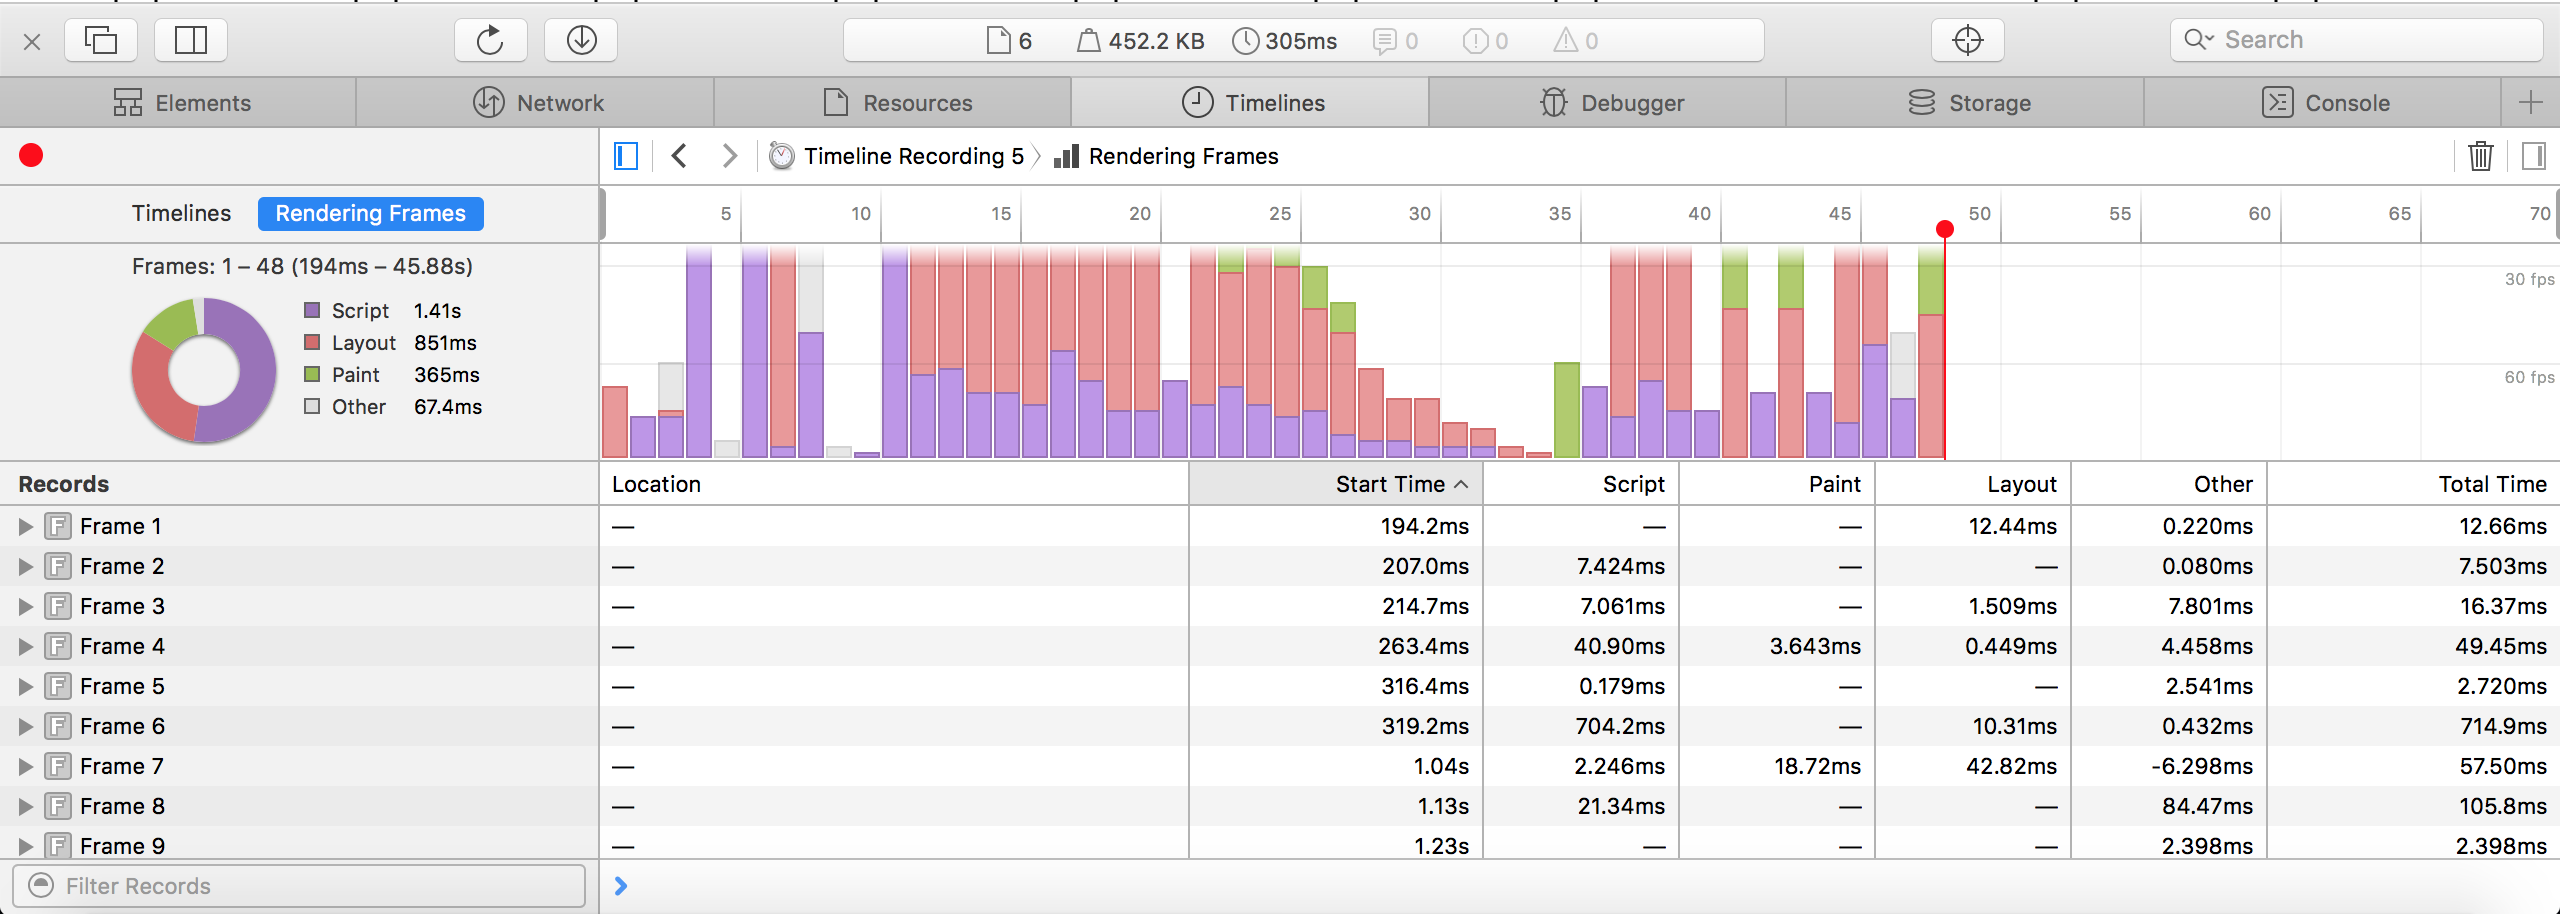 6 452.2 KB 305ms 0 0 0 Search
Elements Network Resources Timelines Debugger Storage Console
Timeline Recording 5 Rendering Frames
Timelines Rendering Frames
5 10 15 20 25 30 35 40 45 50 55 60 65 70
Frames: 1 – 48 (194ms – 45.88s)
Script 1.41s
Layout 851ms
Paint 365ms
Other 67.4ms
30 fps
60 fps
Records Location Start Time Script Paint Layout Other Total Time
Frame 1 — 194.2ms — — 12.44ms 0.220ms 12.66ms
Frame 2 — 207.0ms 7.424ms — — 0.080ms 7.503ms
Frame 3 — 214.7ms 7.061ms — 1.509ms 7.801ms 16.37ms
Frame 4 — 263.4ms 40.90ms 3.643ms 0.449ms 4.458ms 49.45ms
Frame 5 — 316.4ms 0.179ms — — 2.541ms 2.720ms
Frame 6 — 319.2ms 704.2ms — 10.31ms 0.432ms 714.9ms
Frame 7 — 1.04s 2.246ms 18.72ms 42.82ms -6.298ms 57.50ms
Frame 8 — 1.13s 21.34ms — — 84.47ms 105.8ms
Frame 9 — 1.23s — — — 2.398ms 2.398ms
Filter Records